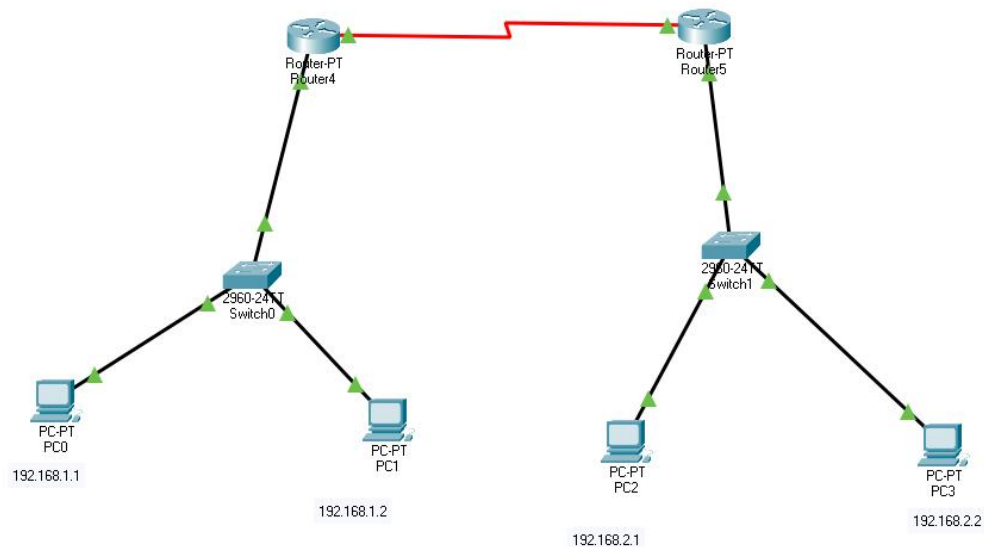 Router-PT
Router4
Router-PT
Router5
2960-24TT
Switch0
2960-24TT
Switch1
PC-PT
PC0
192.168.1.1
PC-PT
PC1
192.168.1.2
PC-PT
PC2
192.168.2.1
PC-PT
PC3
192.168.2.2